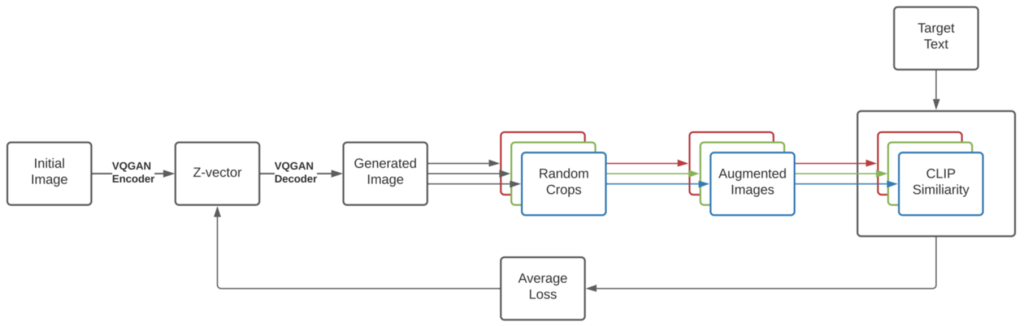 Target
Text
Initial
Image
VQGAN
Encoder
Z-vector
VQGAN
Decoder
Generated
Image
Random
Crops
Augmented
Images
CLIP
Similiarity
Average
Loss